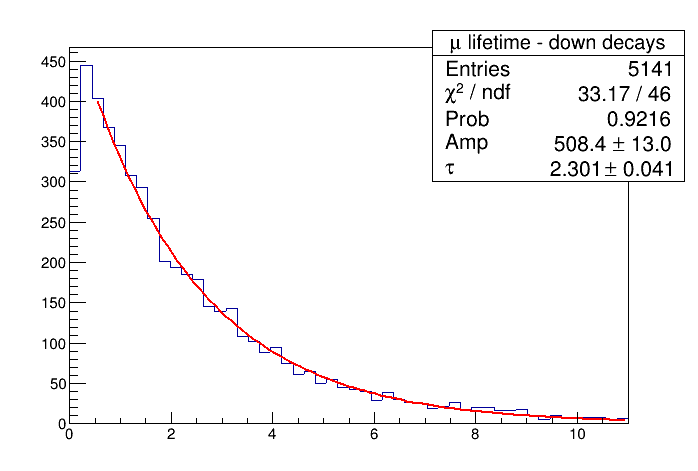 μ lifetime - down decays
Entries 5141
χ² / ndf 33.17 / 46
Prob 0.9216
Amp 508.4 ± 13.0
τ 2.301 ± 0.041
450
400
350
300
250
200
150
100
50
0
0 2 4 6 8 10